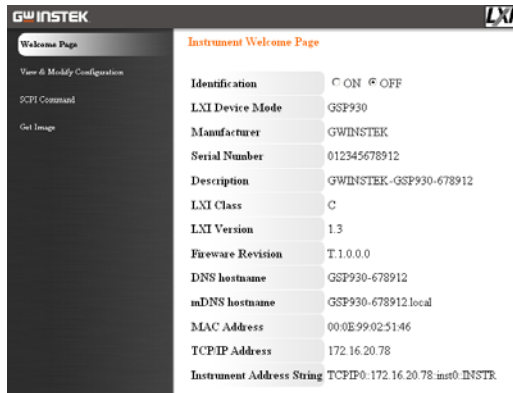 GWINSTEK
LXI
Welcome Page
View & Modify Configuration
SCPI Command
Get Image
Instrument Welcome Page
Identification ON OFF
LXI Device Mode GSP930
Manufacturer GWINSTEK
Serial Number 012345678912
Description GWINSTEK-GSP930-678912
LXI Class C
LXI Version 1.3
Fireware Revision T.1.0.0.0
DNS hostname GSP930-678912
mDNS hostname GSP930-678912.local
MAC Address 00:0E:99:02:51:46
TCP/IP Address 172.16.20.78
Instrument Address String TCPIP0::172.16.20.78::inst0::INSTR